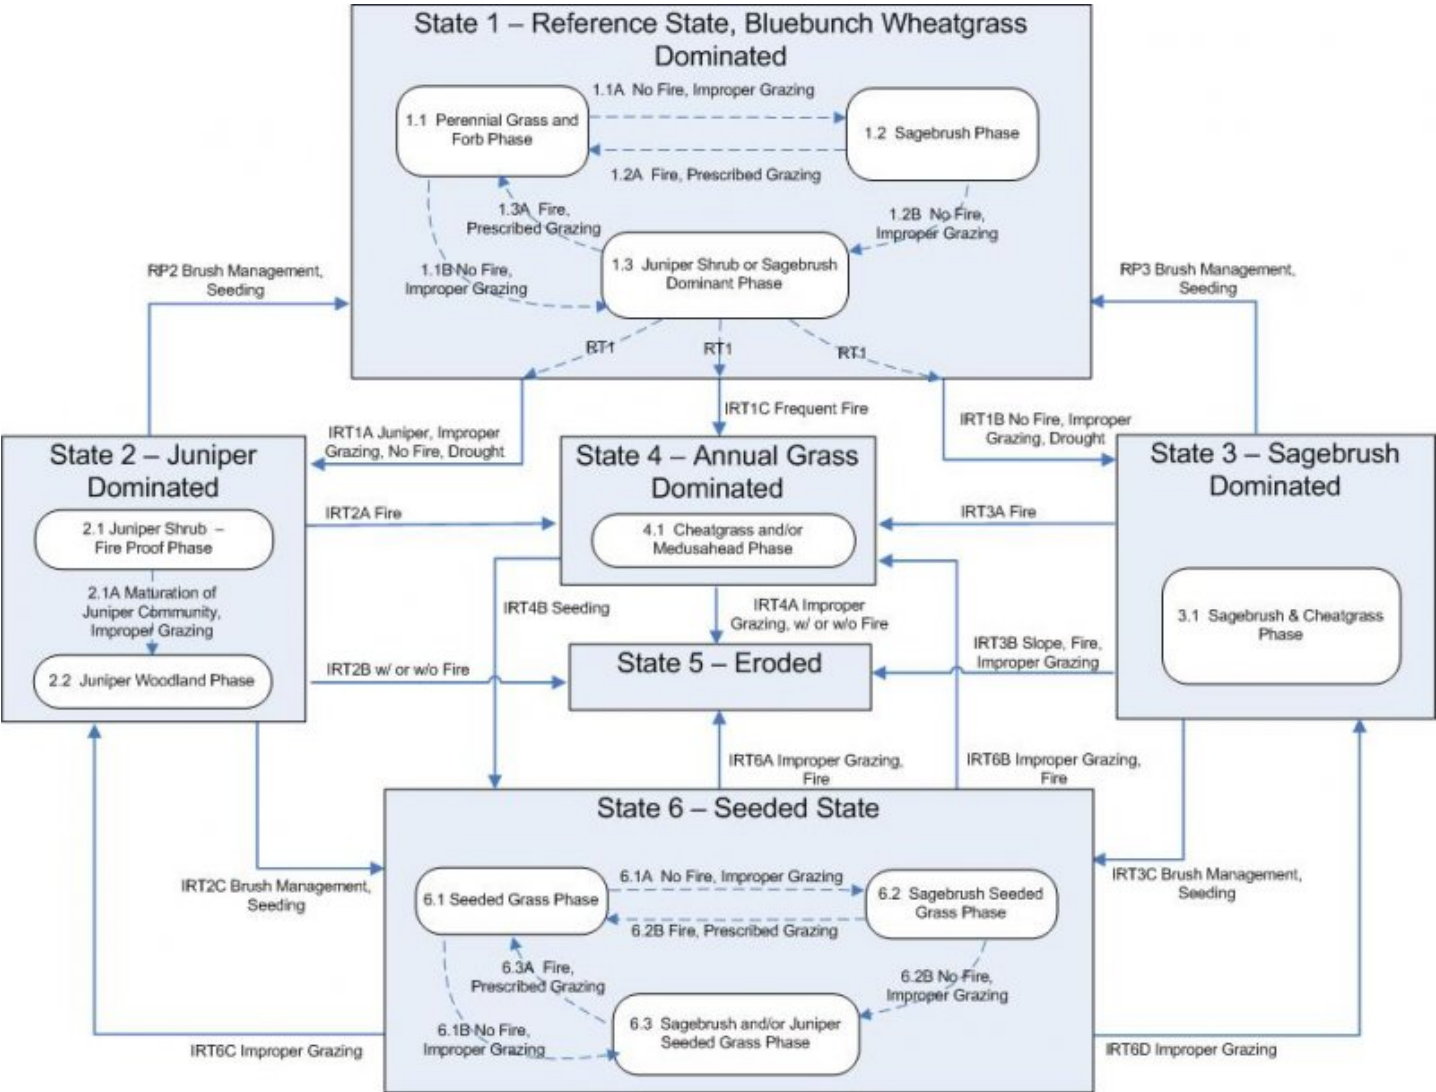 State 1 – Reference State, Bluebunch Wheatgrass
Dominated
1.1A  No Fire, Improper Grazing
1.1  Perennial Grass and
Forb Phase
1.2  Sagebrush Phase
1.2A  Fire, Prescribed Grazing
1.3A  Fire,
Prescribed Grazing
1.2B  No Fire,
Improper Grazing
1.1B No Fire,
Improper Grazing
1.3  Juniper Shrub or Sagebrush
Dominant Phase
RP2 Brush Management,
Seeding
RP3 Brush Management,
Seeding
RT1
RT1
RT1
IRT1A Juniper, Improper
Grazing, No Fire, Drought
IRT1C Frequent Fire
IRT1B No Fire, Improper
Grazing, Drought
State 2 – Juniper
Dominated
2.1 Juniper Shrub  –
Fire Proof Phase
2.1A Maturation of
Juniper Community,
Improper Grazing
2.2  Juniper Woodland Phase
IRT2A Fire
State 4 – Annual Grass
Dominated
4.1  Cheatgrass and/or
Medusahead Phase
IRT3A Fire
State 3 – Sagebrush
Dominated
3.1  Sagebrush & Cheatgrass
Phase
IRT4B Seeding
IRT4A Improper
Grazing, w/ or w/o Fire
IRT2B w/ or w/o Fire
State 5 – Eroded
IRT3B Slope, Fire,
Improper Grazing
IRT6A Improper Grazing,
Fire
IRT6B Improper Grazing,
Fire
State 6 – Seeded State
IRT2C Brush Management,
Seeding
IRT3C Brush Management,
Seeding
6.1A  No Fire, Improper Grazing
6.1 Seeded Grass Phase
6.2  Sagebrush Seeded
Grass Phase
6.2B Fire, Prescribed Grazing
6.3A  Fire,
Prescribed Grazing
6.2B No Fire,
Improper Grazing
6.1B No Fire,
Improper Grazing
6.3  Sagebrush and/or Juniper
Seeded Grass Phase
IRT6C Improper Grazing
IRT6D Improper Grazing